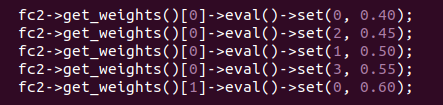 fc2->get_weights()[0]->eval()->set(0, 0.40);
fc2->get_weights()[0]->eval()->set(2, 0.45);
fc2->get_weights()[0]->eval()->set(1, 0.50);
fc2->get_weights()[0]->eval()->set(3, 0.55);
fc2->get_weights()[1]->eval()->set(0, 0.60);